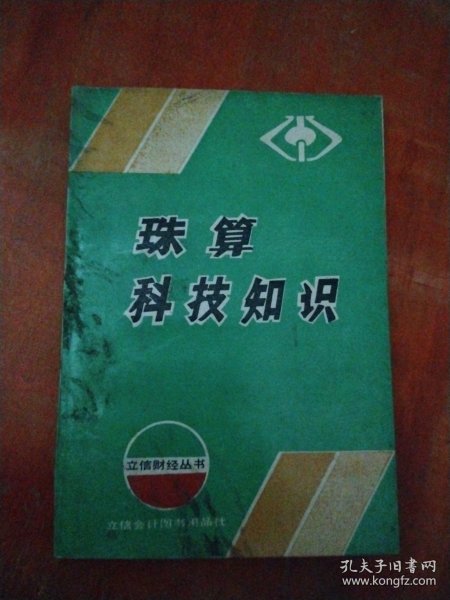 珠算
科技知识
立信财经丛书
立信会计图书用品社
孔夫子旧书网
www.kongfz.com